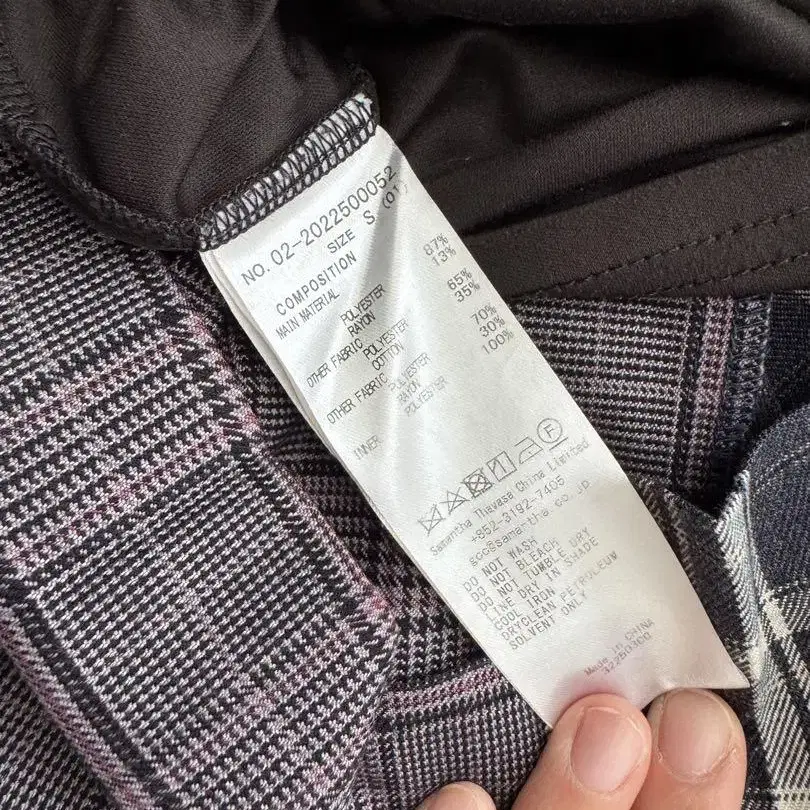 NO. 02-2022500052
SIZE S (01)
COMPOSITION
MAIN MATERIAL
POLYESTER 87%
RAYON 13%
OTHER FABRIC
POLYESTER 65%
COTTON 35%
OTHER FABRIC
POLYESTER 70%
RAYON 30%
INNER
POLYESTER 100%
F
Samantha Thavasa China Limited
+852-3192-7405
gcc@samantha.co.jp
DO NOT WASH
DO NOT BLEACH
DO NOT TUMBLE DRY
LINE DRY IN SHADE
COOL IRON
DRYCLEAN PETROLEUM
SOLVENT ONLY
Made in CHINA
32250300